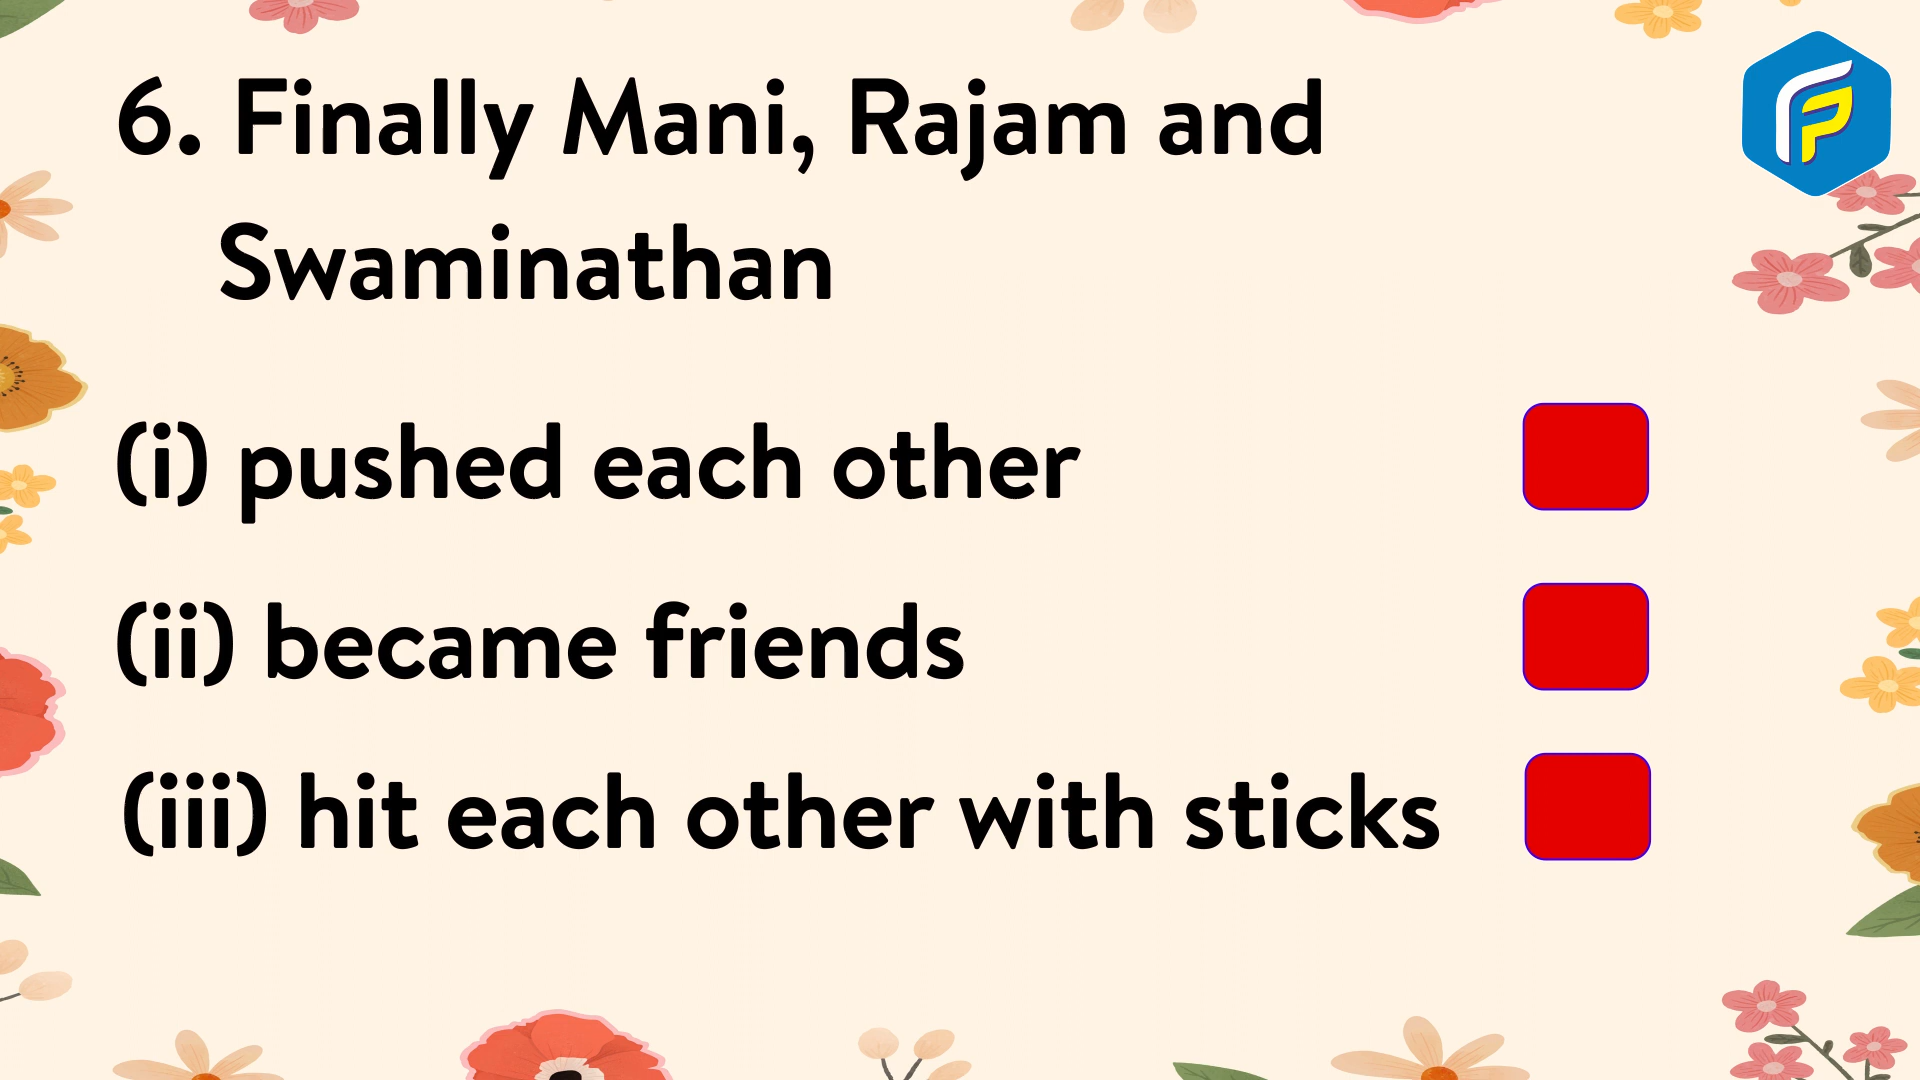 6. Finally Mani, Rajam and
Swaminathan
(i) pushed each other
(ii) became friends
(iii) hit each other with sticks